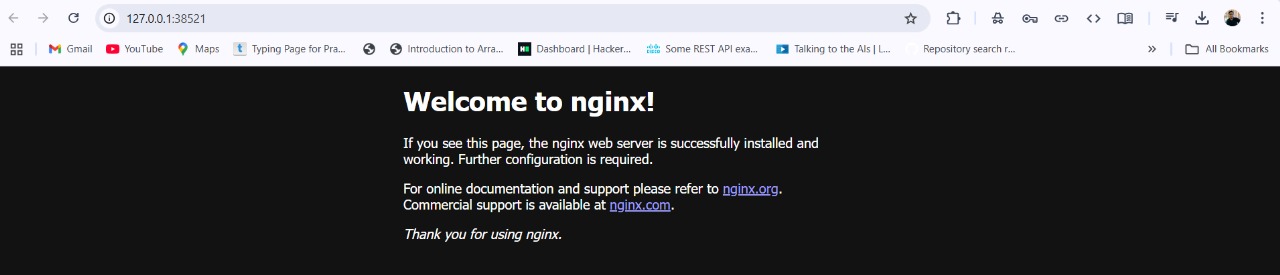 127.0.0.1:38521
Gmail YouTube Maps Typing Page for Pra... Introduction to Arra... Dashboard | Hacker... Some REST API exa... Talking to the AIs | L... Repository search r... » All Bookmarks
Welcome to nginx!
If you see this page, the nginx web server is successfully installed and
working. Further configuration is required.
For online documentation and support please refer to nginx.org.
Commercial support is available at nginx.com.
Thank you for using nginx.